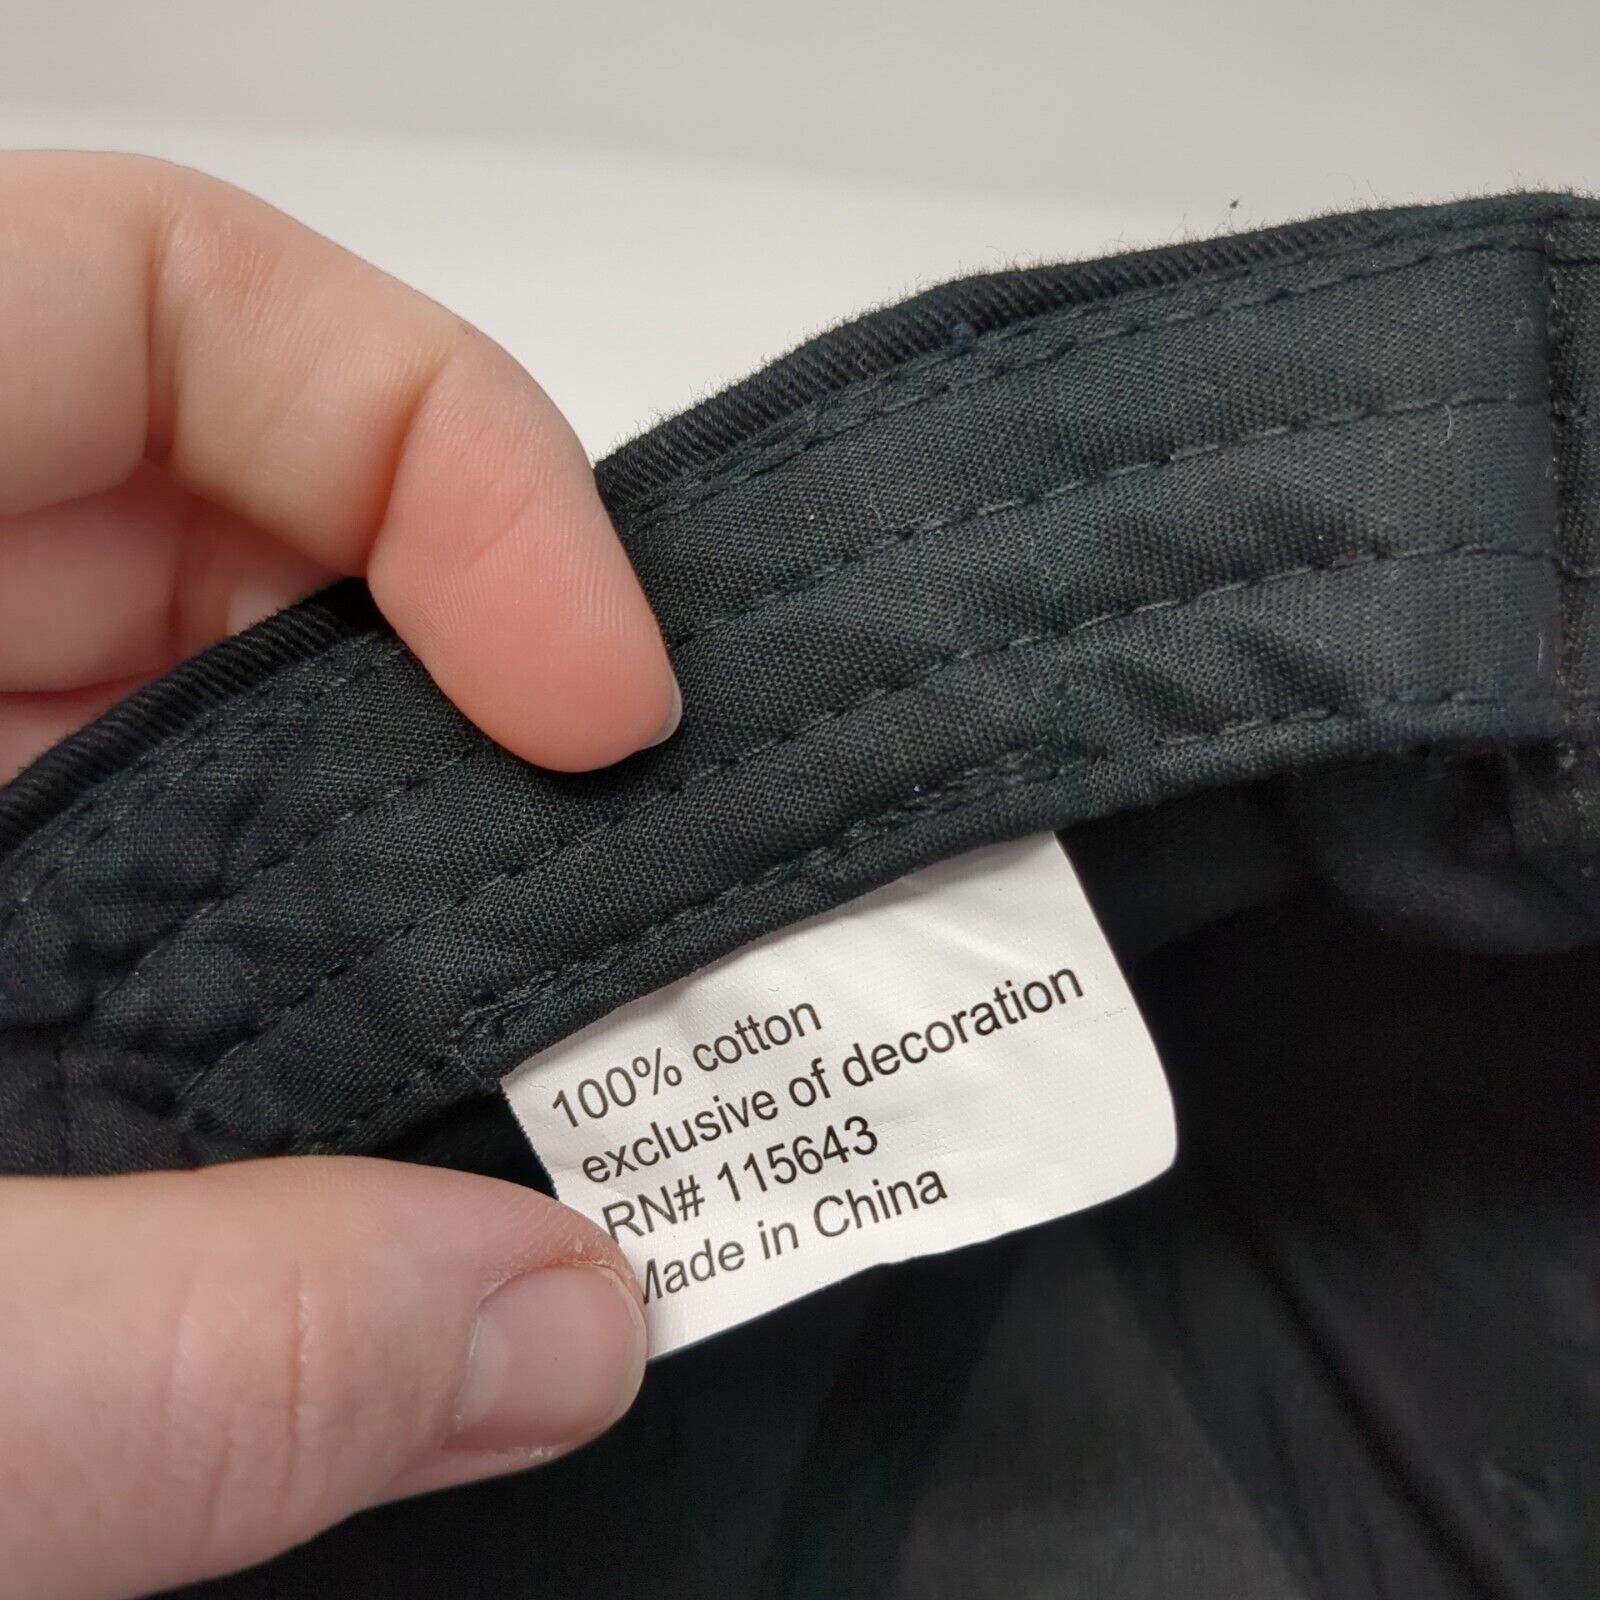 100% cotton
exclusive of decoration
RN# 115643
Made in China